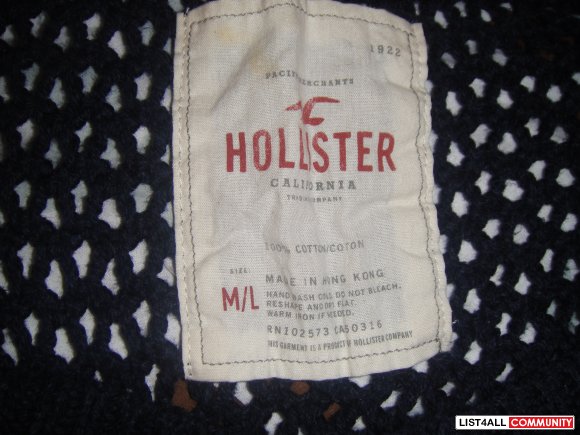 1922
PACIFIC MERCHANTS
HOLLISTER
CALIFORNIA
TRIDE COMPANY
100% COTTON/COTON
SIZE:
M/L
MADE IN HONG KONG
HAND WASH COLD DO NOT BLEACH.
RESHAPE AND DRY FLAT.
WARM IRON IF NEEDED.
RN102573 CA50316
THIS GARMENT IS A PRODUCT OF HOLLISTER COMPANY
LIST4ALL COMMUNITY